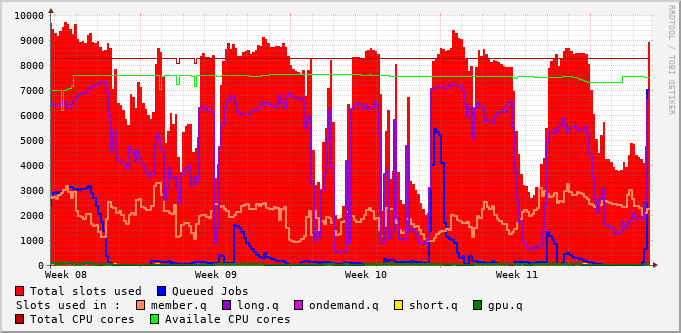 10000
9000
8000
7000
6000
5000
4000
3000
2000
1000
0
Week 08 Week 09 Week 10 Week 11
RRDTOOL / TOBI OETIKER
Total slots used Queued Jobs
Slots used in : member.q long.q ondemand.q short.q gpu.q
Total CPU cores Availale CPU cores